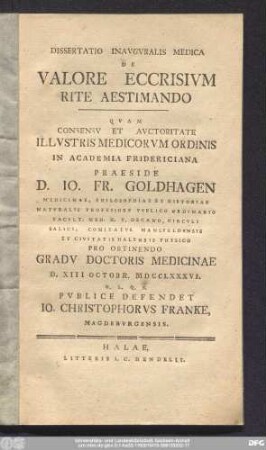 DISSERTATIO INAVGVRALIS MEDICA
DE
VALORE ECCRISIVM
RITE AESTIMANDO
QVAM
CONSENSV ET AVCTORITATE
ILLVSTRIS MEDICORVM ORDINIS
IN ACADEMIA FRIDERICIANA
PRAESIDE
D. IO. FR. GOLDHAGEN
MEDICINAE, PHILOSOPHIAE ET HISTORIAE
NATVRALIS PROFESSORE PVBLICO ORDINARIO
FACVLT. MED. H. T. DECANO, CIRCVLI
SALICI, COMITATVS MANSFELDENSIS
ET CIVITATIS HALENSIS PHYSICO
PRO OBTINENDO
GRADV DOCTORIS MEDICINAE
D. XIII OCTOBR. MDCCLXXXVI.
H. L. Q. S.
PVBLICE DEFENDET
IO. CHRISTOPHORVS FRANKE,
MAGDEBVRGENSIS.
HALAE,
LITTERIS I. C. HENDELII.